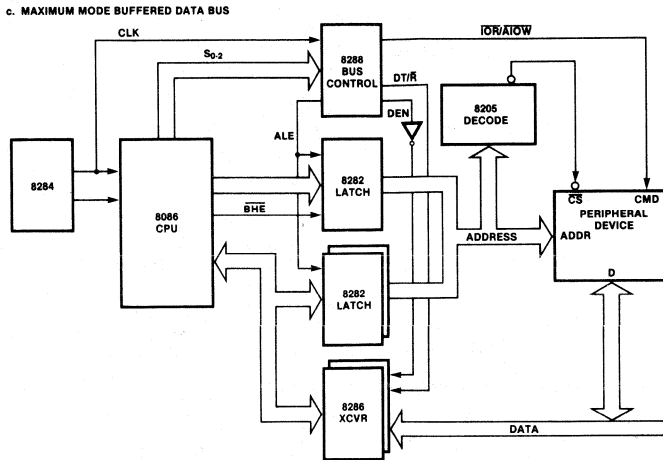 c. MAXIMUM MODE BUFFERED DATA BUS
CLK
S0-2
8288
BUS
CONTROL
IOR/AIOW
DT/R
DEN
8205
DECODE
ALE
8284
8086
CPU
8282
LATCH
BHE
CS
CMD
PERIPHERAL
DEVICE
ADDR
ADDRESS
D
8282
LATCH
8286
XCVR
DATA